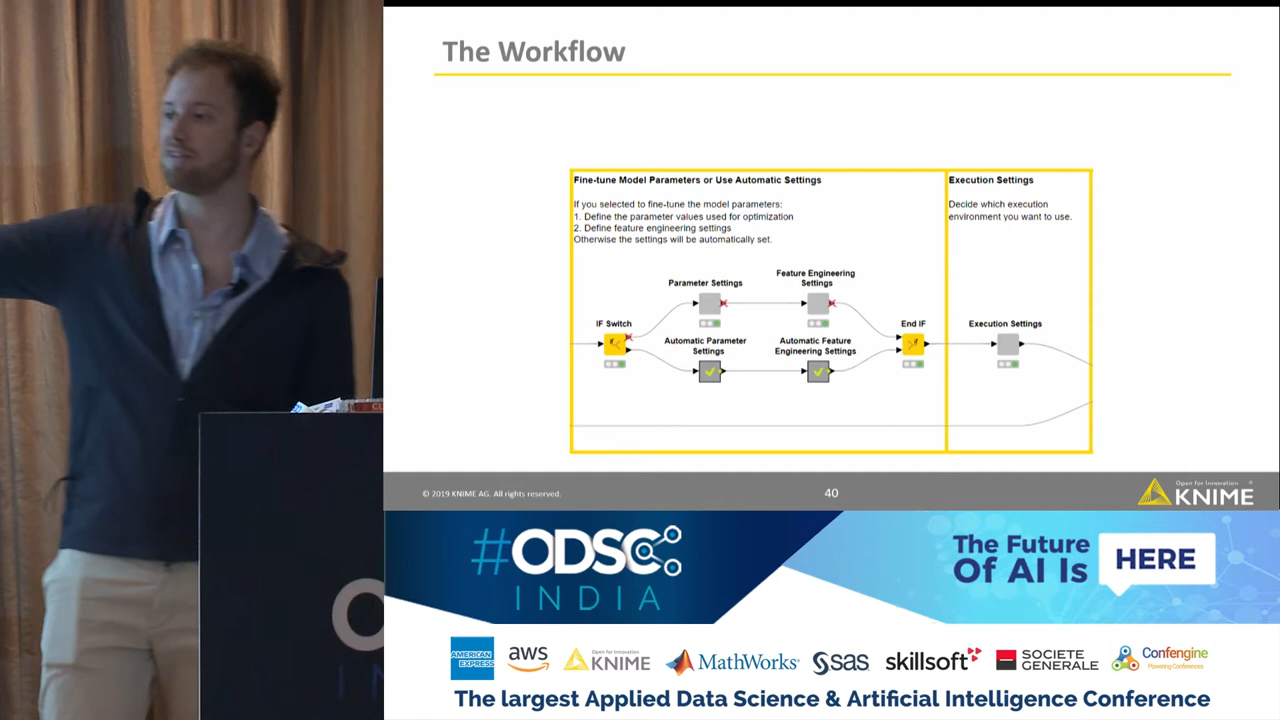 The Workflow
Fine-tune Model Parameters or Use Automatic Settings
If you selected to fine-tune the model parameters:
1. Define the parameter values used for optimization
2. Define feature engineering settings
Otherwise the settings will be automatically set.
Execution Settings
Decide which execution
environment you want to use.
IF Switch
Parameter Settings
Feature Engineering
Settings
Automatic Parameter
Settings
Automatic Feature
Engineering Settings
End IF
Execution Settings
© 2019 KNIME AG. All rights reserved.
40
Open for Innovation
KNIME
#ODSC
INDIA
The Future
Of AI Is
HERE
AMERICAN
EXPRESS
aws
Open for Innovation
KNIME
MathWorks
sas
skillsoft
SOCIETE
GENERALE
Confengine
Powering Conferences
The largest Applied Data Science & Artificial Intelligence Conference